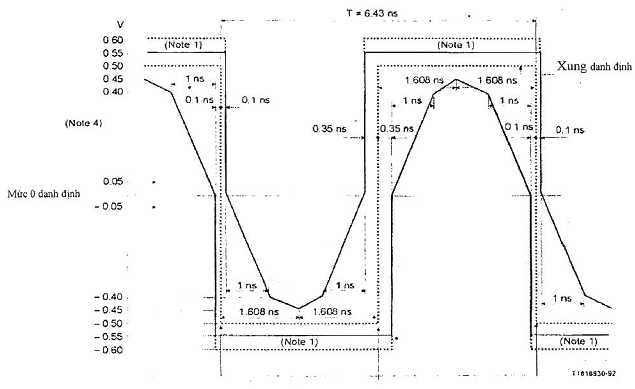 T = 6.43 ns
V
0.60
0.55
0.50
0.45
0.40
(Note 1)
(Note 1)
Xung danh định
1 ns
1.608 ns
1.608 ns
0.1 ns
0.1 ns
1 ns
1 ns
(Note 4)
0.35 ns
0.35 ns
0.1 ns
0.1 ns
0.05
Mức 0 danh định
- 0.05
1 ns
1 ns
1 ns
- 0.40
- 0.45
- 0.50
- 0.55
- 0.60
1.608 ns
1.608 ns
(Note 1)
(Note 1)
T1818930-92